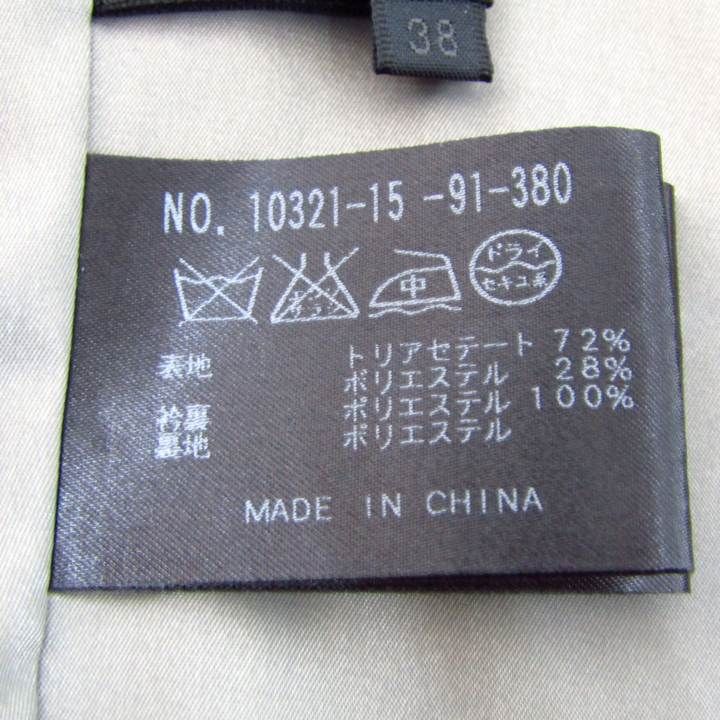 38
NO. 10321-15 -91-380
中
ドライ
セキユ系
表地 トリアセテート 72%
ポリエステル 28%
衿裏 ポリエステル 100%
裏地 ポリエステル
MADE IN CHINA